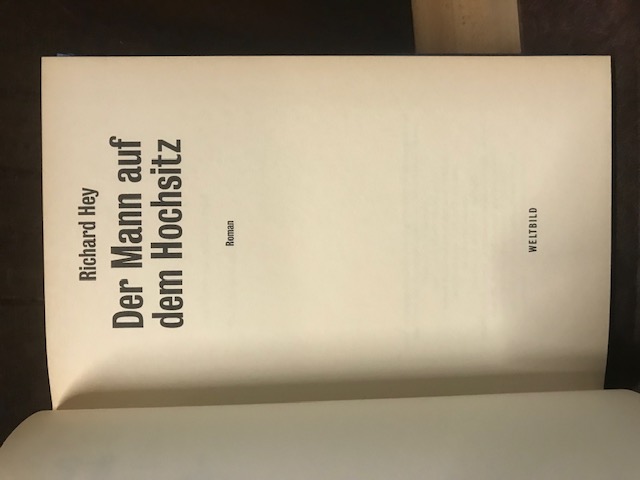 Richard Hey
Der Mann auf
dem Hochsitz
Roman
WELTBILD